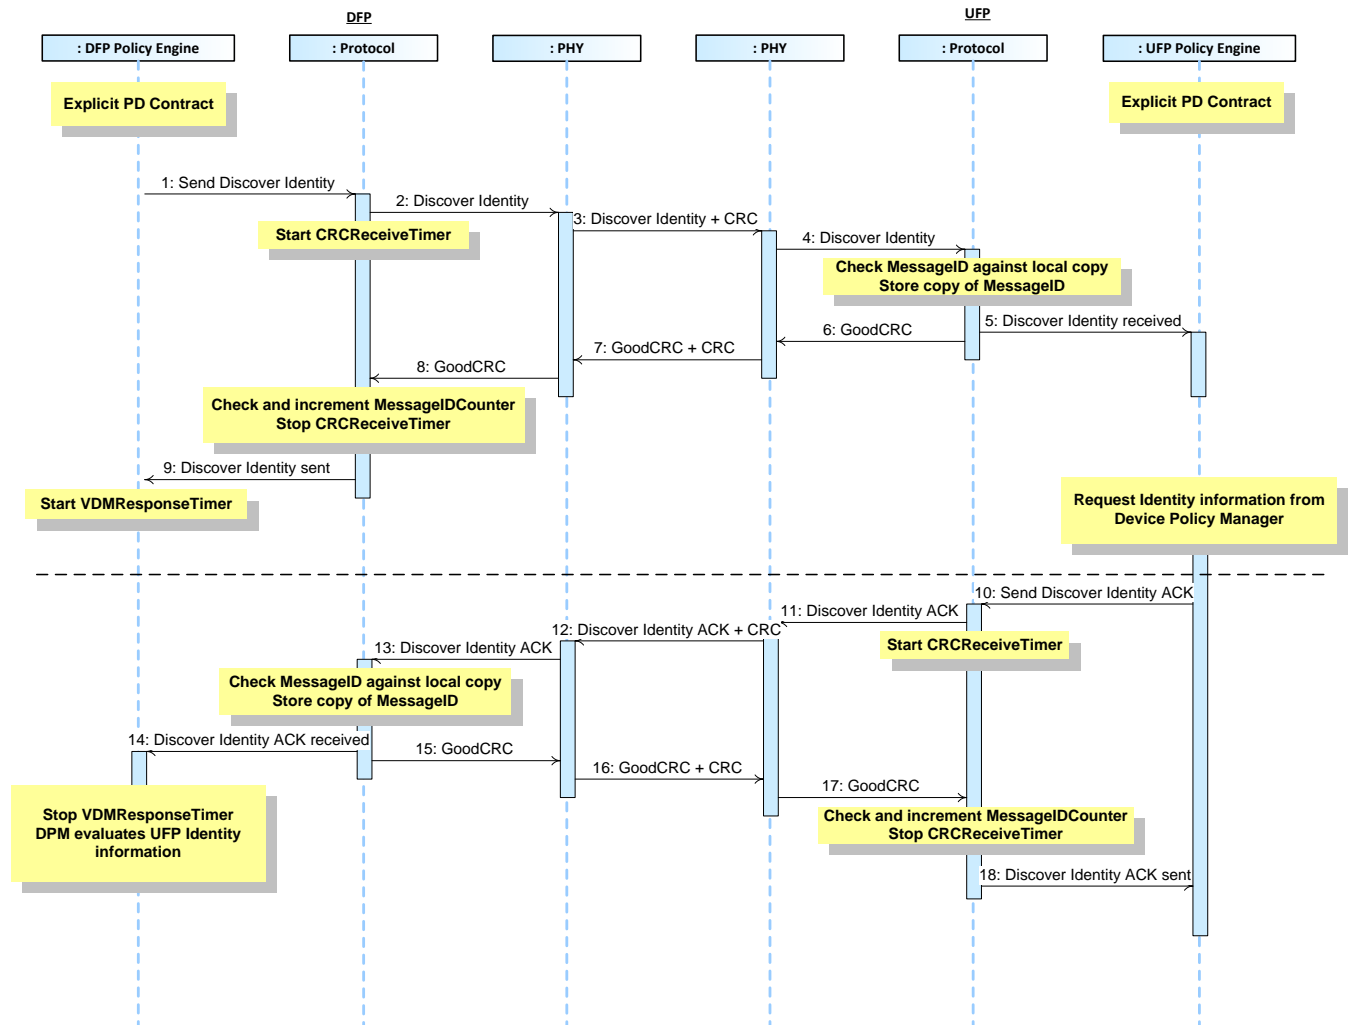 DFP
UFP
: DFP Policy Engine
: Protocol
: PHY
: PHY
: Protocol
: UFP Policy Engine
Explicit PD Contract
Explicit PD Contract
1: Send Discover Identity
2: Discover Identity
3: Discover Identity + CRC
Start CRCReceiveTimer
4: Discover Identity
Check MessageID against local copy
Store copy of MessageID
5: Discover Identity received
6: GoodCRC
7: GoodCRC + CRC
8: GoodCRC
Check and increment MessageIDCounter
Stop CRCReceiveTimer
9: Discover Identity sent
Start VDMResponseTimer
Request Identity information from
Device Policy Manager
10: Send Discover Identity ACK
11: Discover Identity ACK
12: Discover Identity ACK + CRC
Start CRCReceiveTimer
13: Discover Identity ACK
Check MessageID against local copy
Store copy of MessageID
14: Discover Identity ACK received
15: GoodCRC
16: GoodCRC + CRC
17: GoodCRC
Stop VDMResponseTimer
DPM evaluates UFP Identity
information
Check and increment MessageIDCounter
Stop CRCReceiveTimer
18: Discover Identity ACK sent